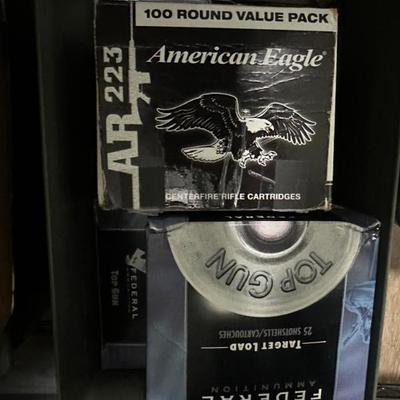 100 ROUND VALUE PACK
American Eagle®
AR 223
CENTERFIRE RIFLE CARTRIDGES
FEDERAL
FEDERAL
TOP GUN
TOP GUN
25 SHOTSHELLS/CARTOUCHES
TARGET LOAD
FEDERAL
AMMUNITION